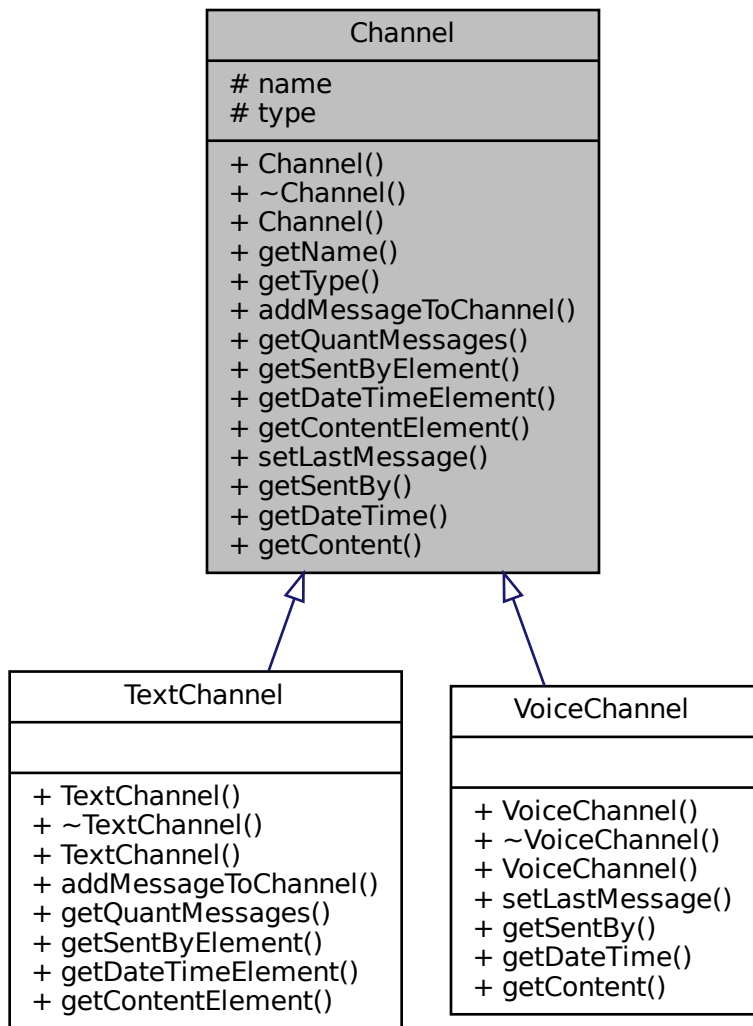 Channel
# name
# type
+ Channel()
+ ~Channel()
+ Channel()
+ getName()
+ getType()
+ addMessageToChannel()
+ getQuantMessages()
+ getSentByElement()
+ getDateTimeElement()
+ getContentElement()
+ setLastMessage()
+ getSentBy()
+ getDateTime()
+ getContent()
TextChannel
+ TextChannel()
+ ~TextChannel()
+ TextChannel()
+ addMessageToChannel()
+ getQuantMessages()
+ getSentByElement()
+ getDateTimeElement()
+ getContentElement()
VoiceChannel
+ VoiceChannel()
+ ~VoiceChannel()
+ VoiceChannel()
+ setLastMessage()
+ getSentBy()
+ getDateTime()
+ getContent()